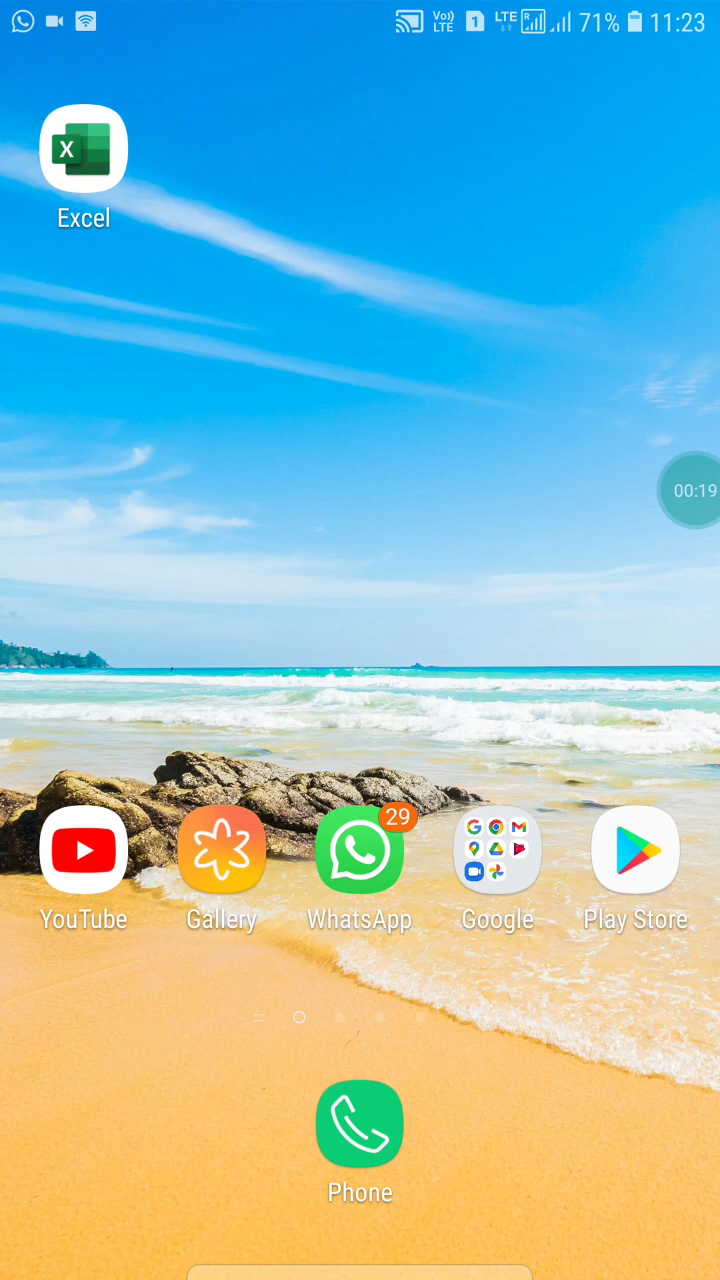 Vo)) LTE 1 LTE R 71% 11:23
X
Excel
00:19
29
YouTube Gallery WhatsApp Google Play Store
Phone